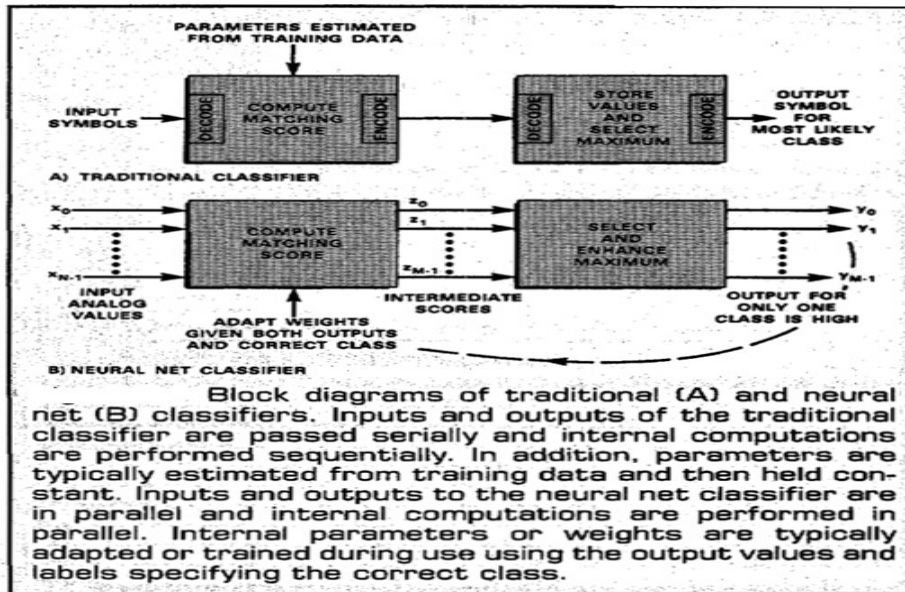 PARAMETERS ESTIMATED
FROM TRAINING DATA
INPUT
SYMBOLS
DECODE
COMPUTE
MATCHING
SCORE
ENCODE
DECODE
STORE
VALUES
AND
SELECT
MAXIMUM
ENCODE
OUTPUT
SYMBOL
FOR
MOST LIKELY
CLASS
A) TRADITIONAL CLASSIFIER
x0
x1
xN-1
INPUT
ANALOG
VALUES
COMPUTE
MATCHING
SCORE
z0
z1
zM-1
INTERMEDIATE
SCORES
SELECT
AND
ENHANCE
MAXIMUM
y0
y1
yM-1
OUTPUT FOR
ONLY ONE
CLASS IS HIGH
ADAPT WEIGHTS
GIVEN BOTH OUTPUTS
AND CORRECT CLASS
B) NEURAL NET CLASSIFIER
Block diagrams of traditional (A) and neural
net (B) classifiers. Inputs and outputs of the traditional
classifier are passed serially and internal computations
are performed sequentially. In addition, parameters are
typically estimated from training data and then held con-
stant. Inputs and outputs to the neural net classifier are
in parallel and internal computations are performed in
parallel. Internal parameters or weights are typically
adapted or trained during use using the output values and
labels specifying the correct class.